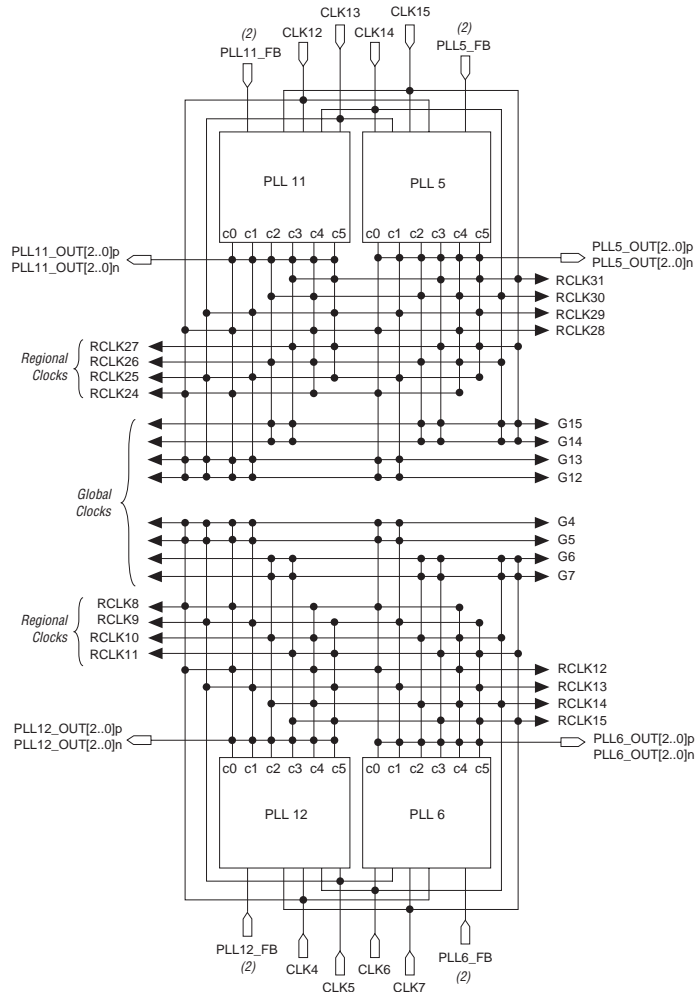 CLK13 CLK15
(2) CLK12 CLK14 (2)
PLL11_FB PLL5_FB
PLL 11 PLL 5
c0 c1 c2 c3 c4 c5 c0 c1 c2 c3 c4 c5
PLL11_OUT[2..0]p PLL5_OUT[2..0]p
PLL11_OUT[2..0]n PLL5_OUT[2..0]n
RCLK31
RCLK30
RCLK29
RCLK28
RCLK27
Regional RCLK26
Clocks RCLK25
RCLK24
G15
G14
G13
G12
Global
Clocks
G4
G5
G6
G7
RCLK8
Regional RCLK9
Clocks RCLK10
RCLK11
RCLK12
RCLK13
RCLK14
RCLK15
PLL12_OUT[2..0]p PLL6_OUT[2..0]p
PLL12_OUT[2..0]n PLL6_OUT[2..0]n
c0 c1 c2 c3 c4 c5 c0 c1 c2 c3 c4 c5
PLL 12 PLL 6
PLL12_FB PLL6_FB
(2) CLK4 CLK6 (2)
CLK5 CLK7